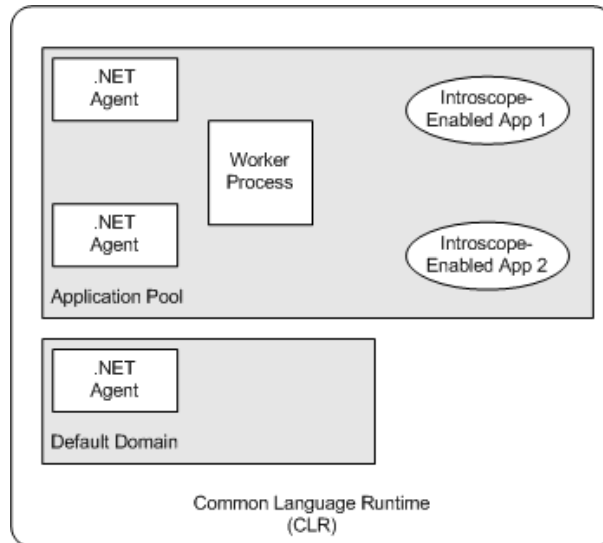 .NET
Agent
Introscope-
Enabled App 1
Worker
Process
.NET
Agent
Introscope-
Enabled App 2
Application Pool
.NET
Agent
Default Domain
Common Language Runtime
(CLR)